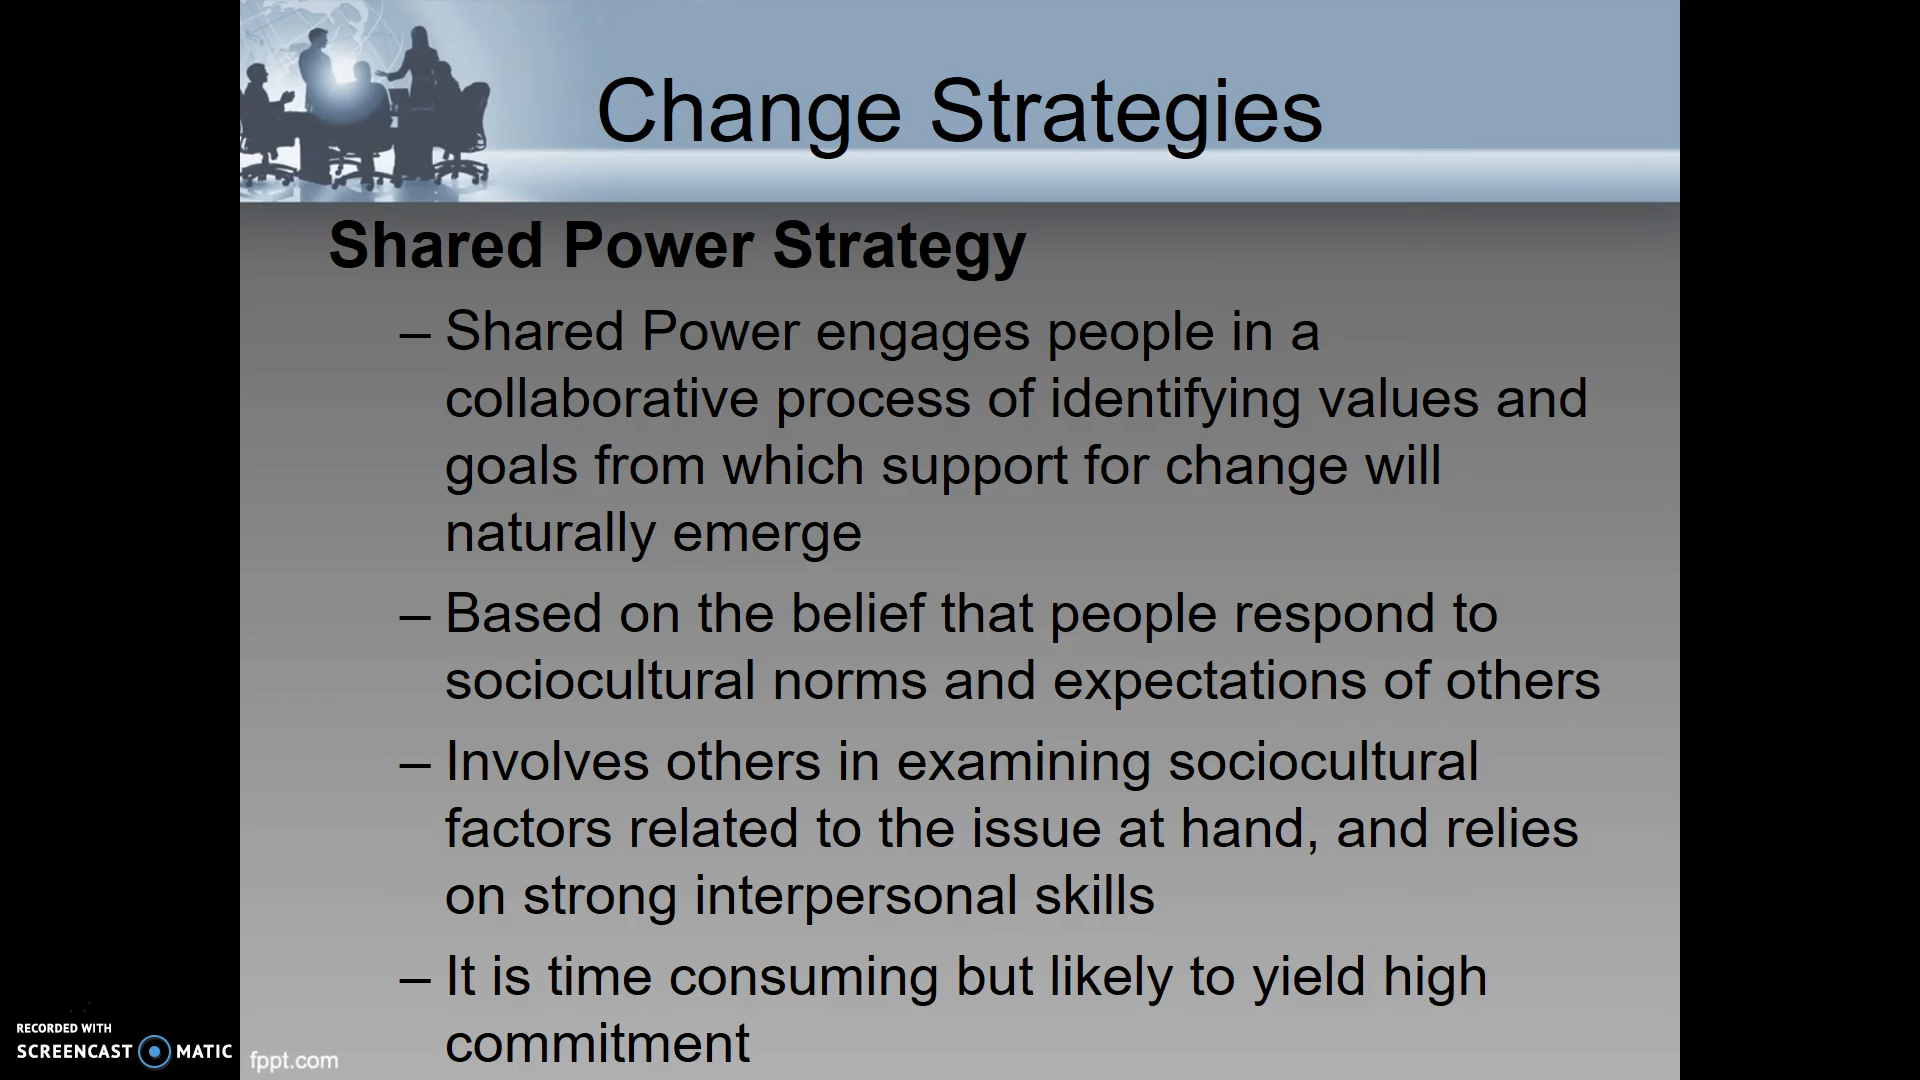 Change Strategies
Shared Power Strategy
– Shared Power engages people in a
collaborative process of identifying values and
goals from which support for change will
naturally emerge
– Based on the belief that people respond to
sociocultural norms and expectations of others
– Involves others in examining sociocultural
factors related to the issue at hand, and relies
on strong interpersonal skills
– It is time consuming but likely to yield high
commitment
RECORDED WITH
SCREENCAST MATIC
fppt.com